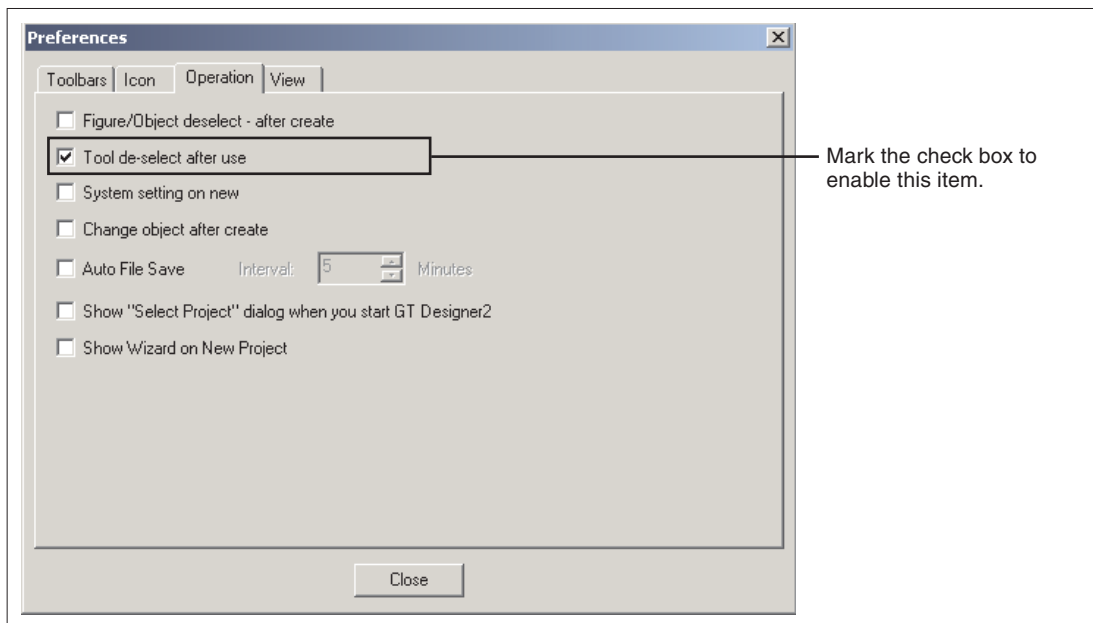 Preferences
Toolbars Icon Operation View
Figure/Object deselect - after create
Tool de-select after use
Mark the check box to
enable this item.
System setting on new
Change object after create
Auto File Save Interval: 5 Minutes
Show "Select Project" dialog when you start GT Designer2
Show Wizard on New Project
Close